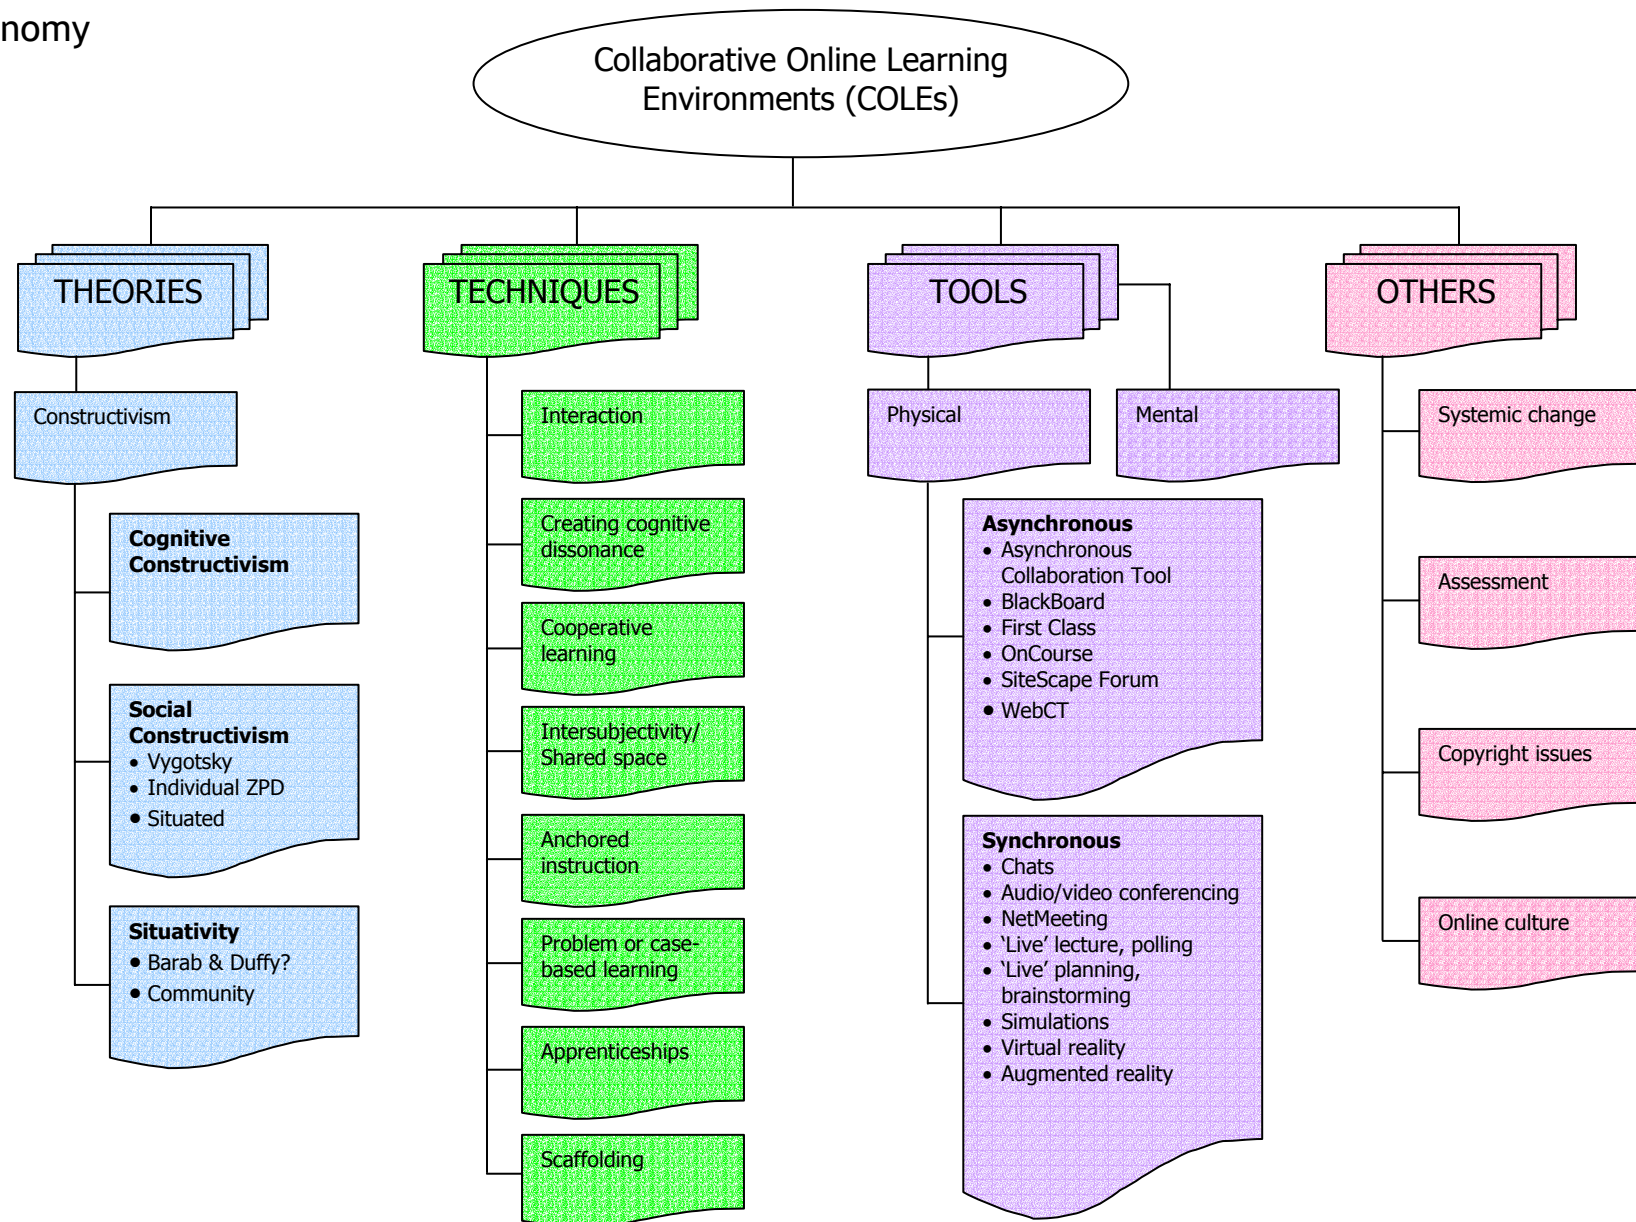 nomy
Collaborative Online Learning
Environments (COLEs)
THEORIES
Constructivism
Cognitive
Constructivism
Social
Constructivism
• Vygotsky
• Individual ZPD
• Situated
Situativity
• Barab & Duffy?
• Community
TECHNIQUES
Interaction
Creating cognitive
dissonance
Cooperative
learning
Intersubjectivity/
Shared space
Anchored
instruction
Problem or case-
based learning
Apprenticeships
Scaffolding
TOOLS
Physical
Mental
Asynchronous
• Asynchronous
Collaboration Tool
• BlackBoard
• First Class
• OnCourse
• SiteScape Forum
• WebCT
Synchronous
• Chats
• Audio/video conferencing
• NetMeeting
• ‘Live’ lecture, polling
• ‘Live’ planning,
brainstorming
• Simulations
• Virtual reality
• Augmented reality
OTHERS
Systemic change
Assessment
Copyright issues
Online culture